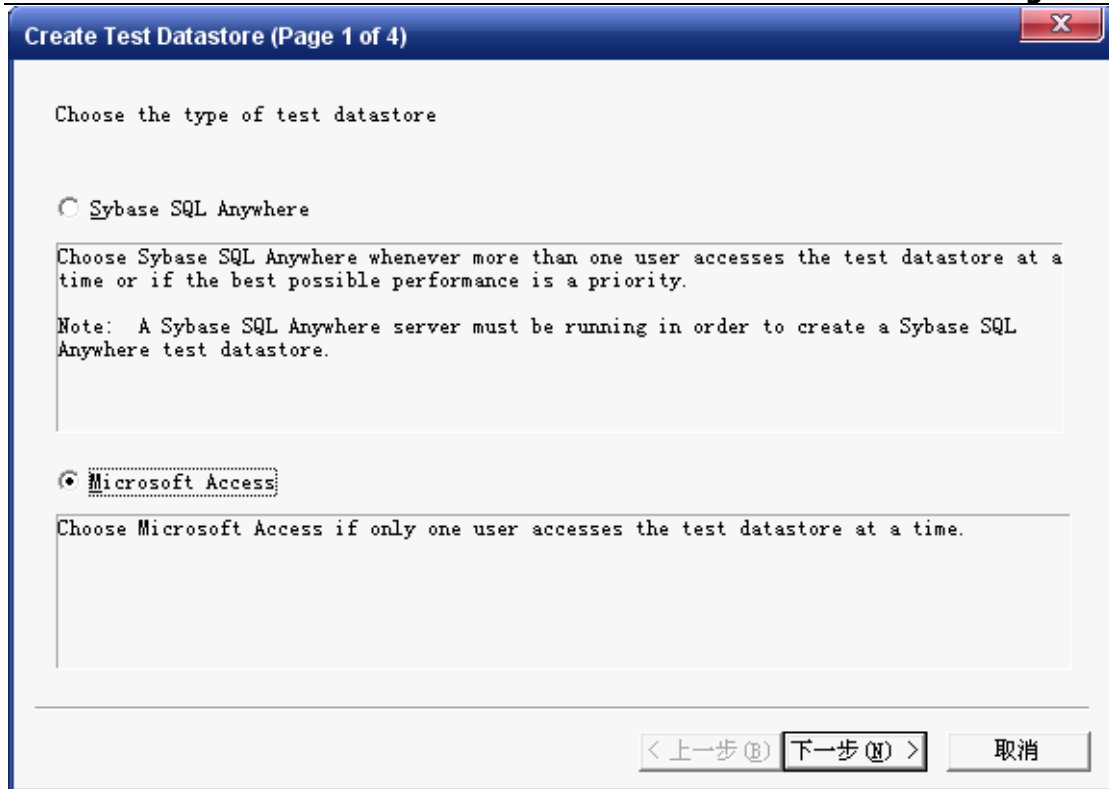 Create Test Datastore (Page 1 of 4)
Choose the type of test datastore
Sybase SQL Anywhere
Choose Sybase SQL Anywhere whenever more than one user accesses the test datastore at a
time or if the best possible performance is a priority.
Note: A Sybase SQL Anywhere server must be running in order to create a Sybase SQL
Anywhere test datastore.
Microsoft Access
Choose Microsoft Access if only one user accesses the test datastore at a time.
< 上一步(B) 下一步(N) > 取消